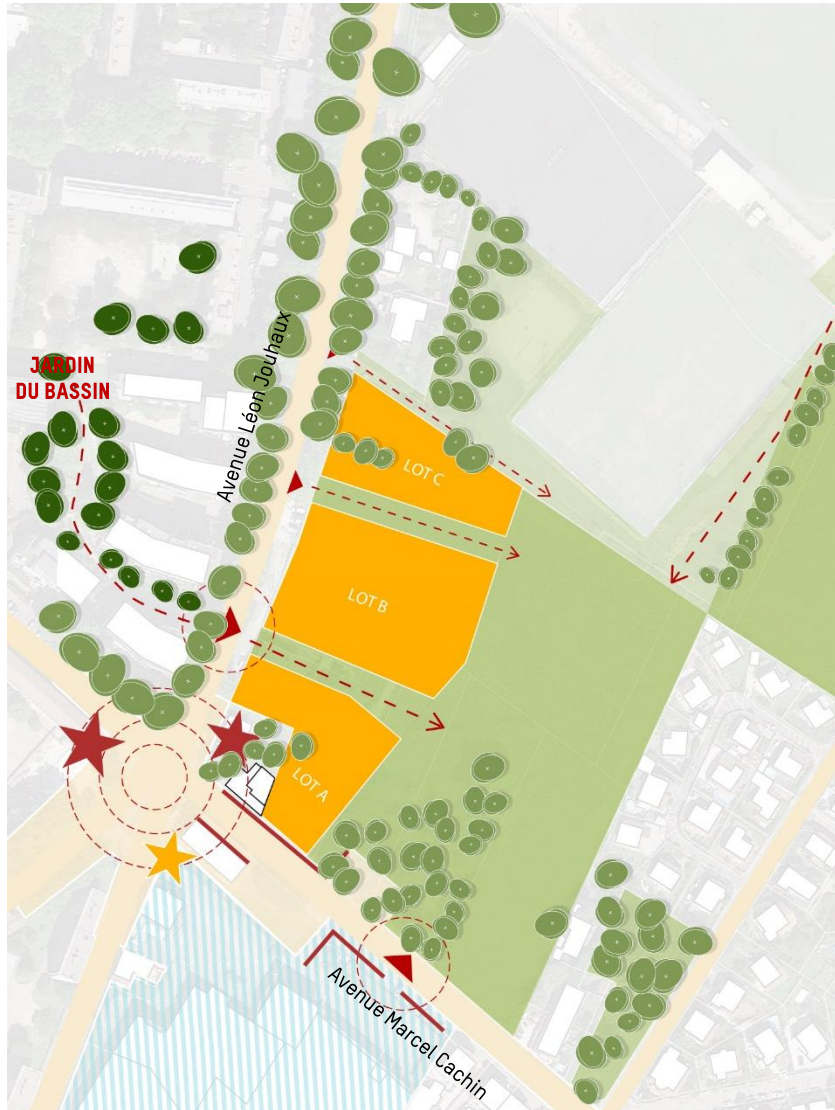 Avenue Léon Jouhaux
JARDIN
DU BASSIN
LOT C
LOT B
LOT A
Avenue Marcel Cachin